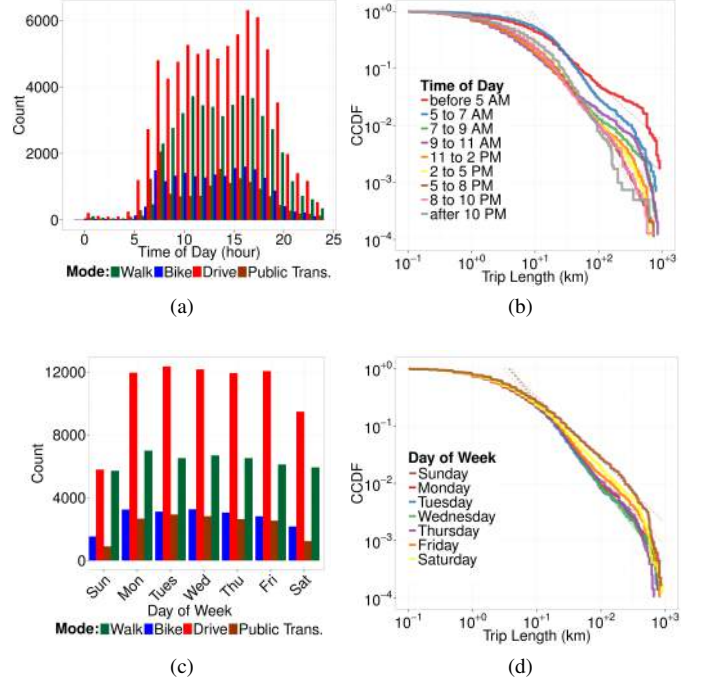 6000
4000
2000
0
Count
0 5 10 15 20 25
Time of Day (hour)
Mode: Walk Bike Drive Public Trans.
(a)
10+0
10−1
10−2
10−3
10−4
CCDF
Time of Day
before 5 AM
5 to 7 AM
7 to 9 AM
9 to 11 AM
11 to 2 PM
2 to 5 PM
5 to 8 PM
8 to 10 PM
after 10 PM
10−1 10+0 10+1 10+2 10+3
Trip Length (km)
(b)
12000
8000
4000
0
Count
Sun Mon Tues Wed Thu Fri Sat
Day of Week
Mode: Walk Bike Drive Public Trans.
(c)
10+0
10−1
10−2
10−3
10−4
CCDF
Day of Week
Sunday
Monday
Tuesday
Wednesday
Thursday
Friday
Saturday
10−1 10+0 10+1 10+2 10+3
Trip Length (km)
(d)